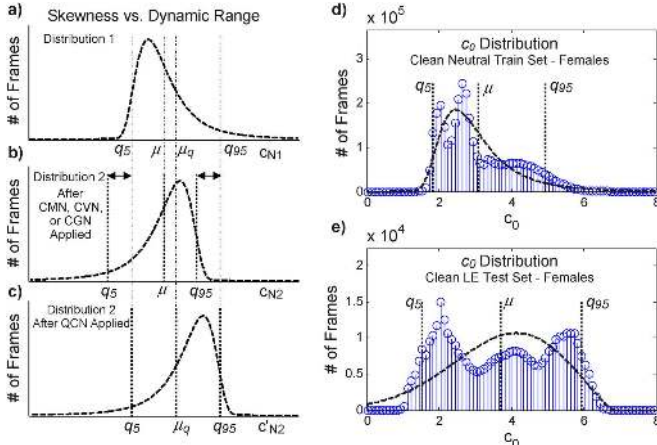 a)
Skewness vs. Dynamic Range
Distribution 1
# of Frames
q5 μ μq q95 cN1
b)
Distribution 2
After
CMN, CVN,
or CGN
Applied
# of Frames
q5 μ q95 cN2
c)
Distribution 2
After QCN Applied
# of Frames
q5 μq q95 c'N2
d)
x 10^5
c0 Distribution
Clean Neutral Train Set - Females
q5 μ q95
# of Frames
3
2
1
0
0 2 4 6 8
c0
e)
x 10^4
c0 Distribution
Clean LE Test Set - Females
q5 μ q95
# of Frames
2
1.5
1
0.5
0
0 2 4 6 8
c0